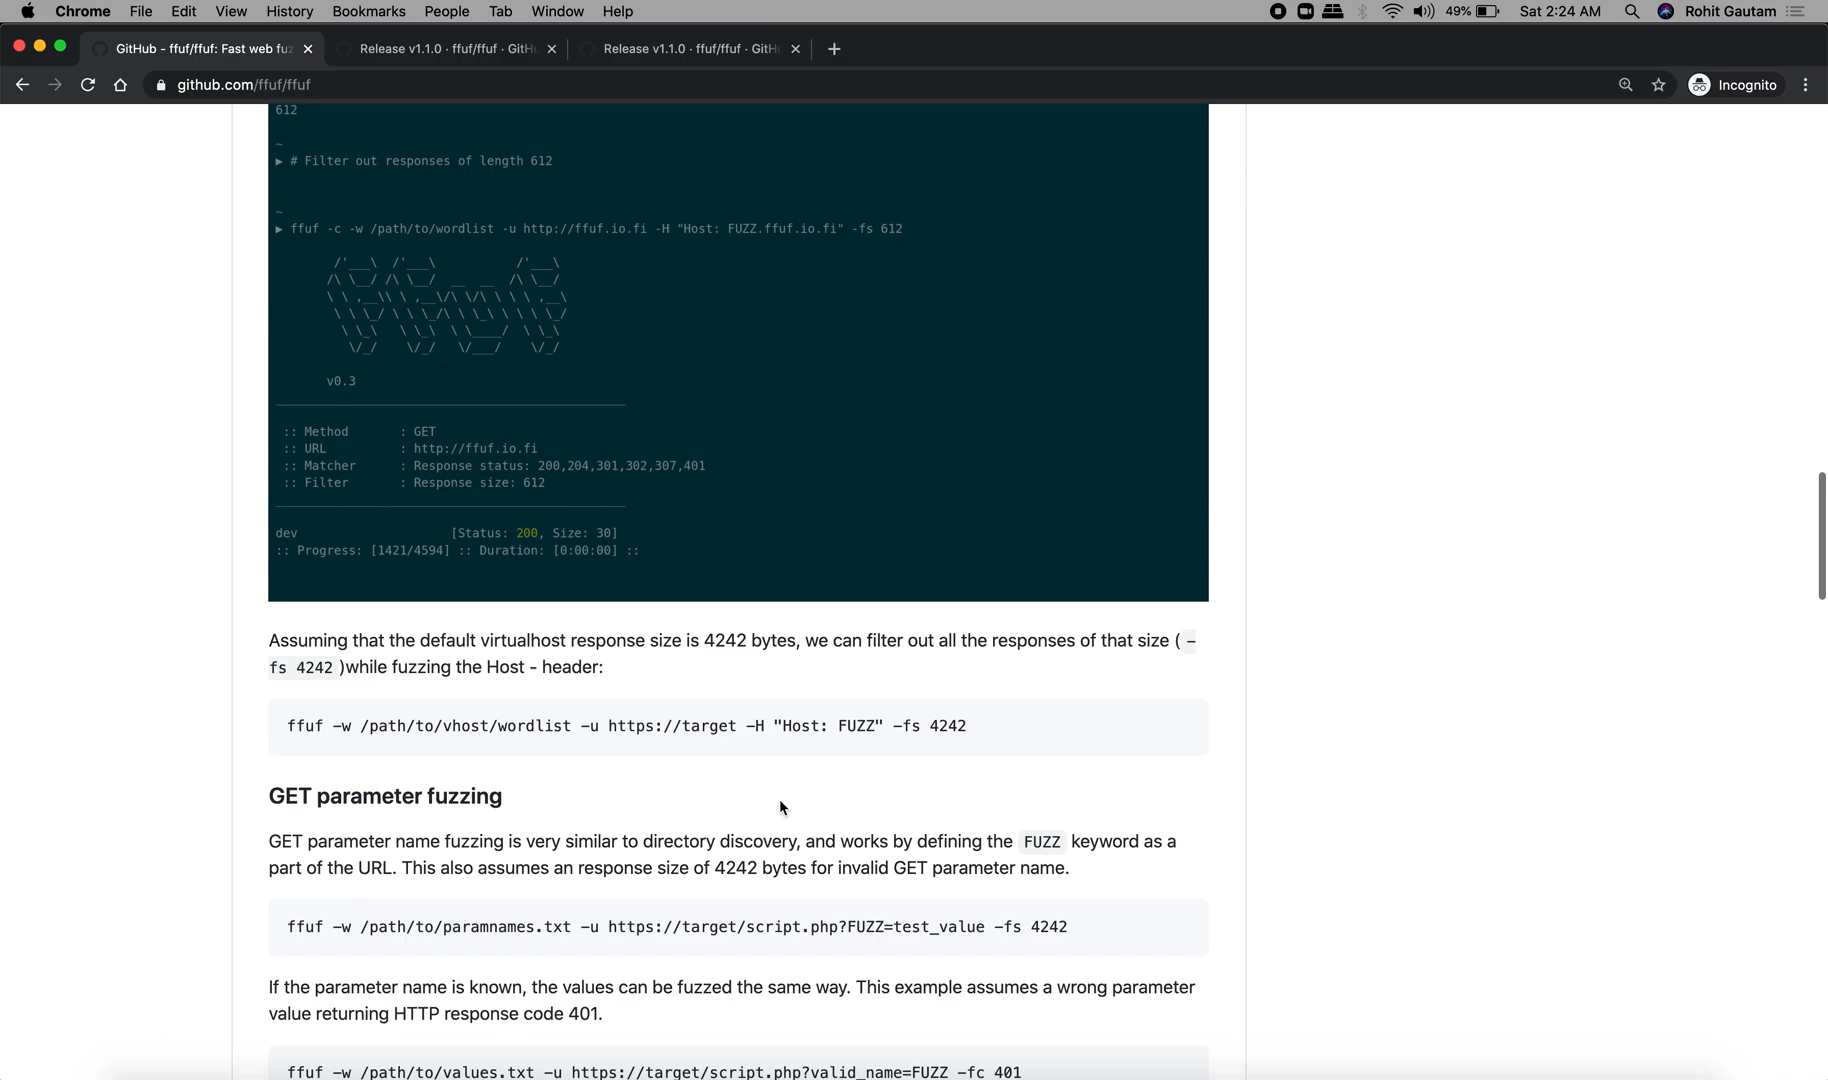 Chrome File Edit View History Bookmarks People Tab Window Help 49% Sat 2:24 AM Rohit Gautam
GitHub - ffuf/ffuf: Fast web fuz Release v1.1.0 · ffuf/ffuf · GitHu Release v1.1.0 · ffuf/ffuf · GitHu
github.com/ffuf/ffuf Incognito
612
~
▶ # Filter out responses of length 612
~
▶ ffuf -c -w /path/to/wordlist -u http://ffuf.io.fi -H "Host: FUZZ.ffuf.io.fi" -fs 612
v0.3
:: Method : GET
:: URL : http://ffuf.io.fi
:: Matcher : Response status: 200,204,301,302,307,401
:: Filter : Response size: 612
dev [Status: 200, Size: 30]
:: Progress: [1421/4594] :: Duration: [0:00:00] ::
Assuming that the default virtualhost response size is 4242 bytes, we can filter out all the responses of that size ( -
fs 4242 )while fuzzing the Host - header:
ffuf -w /path/to/vhost/wordlist -u https://target -H "Host: FUZZ" -fs 4242
GET parameter fuzzing
GET parameter name fuzzing is very similar to directory discovery, and works by defining the FUZZ keyword as a
part of the URL. This also assumes an response size of 4242 bytes for invalid GET parameter name.
ffuf -w /path/to/paramnames.txt -u https://target/script.php?FUZZ=test_value -fs 4242
If the parameter name is known, the values can be fuzzed the same way. This example assumes a wrong parameter
value returning HTTP response code 401.
ffuf -w /path/to/values.txt -u https://target/script.php?valid_name=FUZZ -fc 401